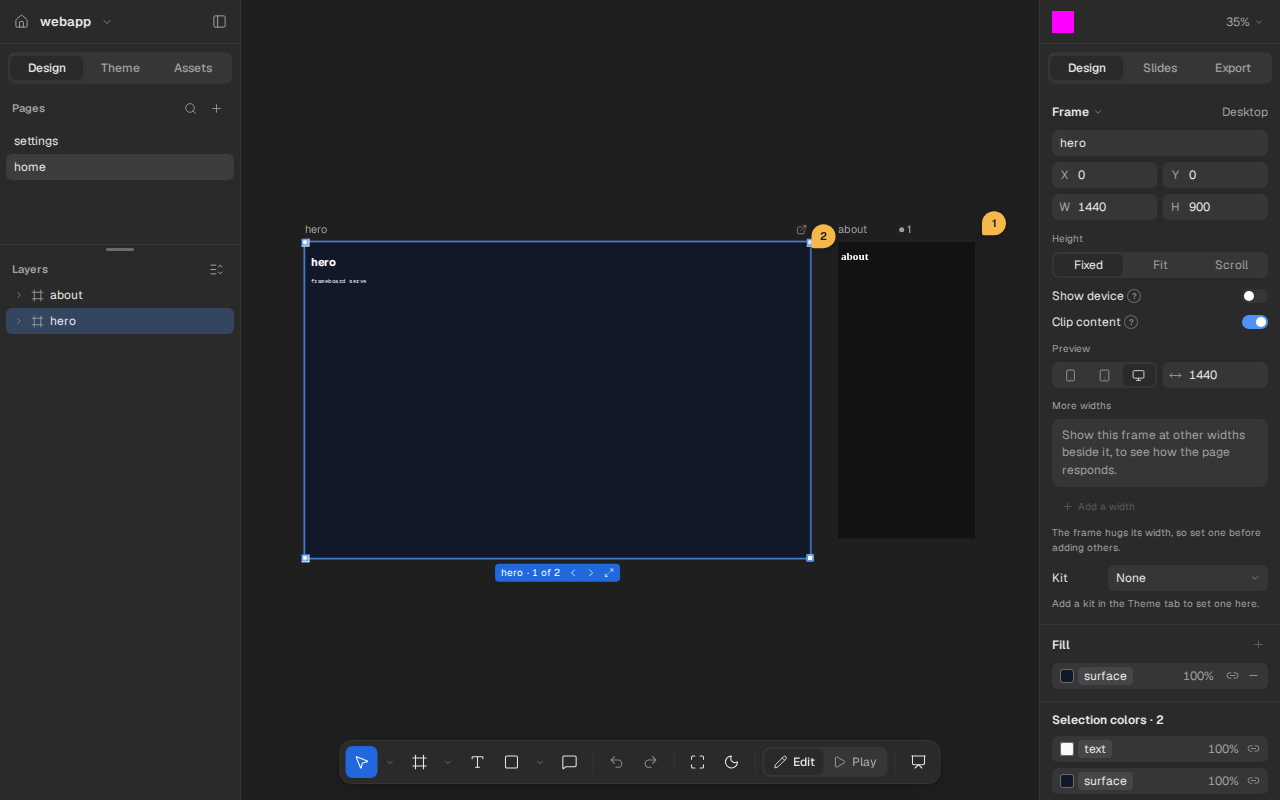 webapp
Design
Theme
Assets
Pages
settings
home
Layers
about
hero
hero
2
about
1
1
hero
frameboard serve
about
hero · 1 of 2
Edit
Play
35%
Design
Slides
Export
Frame
Desktop
hero
X 0
Y 0
W 1440
H 900
Height
Fixed
Fit
Scroll
Show device ?
Clip content ?
Preview
1440
More widths
Show this frame at other widths
beside it, to see how the page
responds.
Add a width
The frame hugs its width, so set one before
adding others.
Kit
None
Add a kit in the Theme tab to set one here.
Fill
surface
100%
Selection colors · 2
text
100%
surface
100%